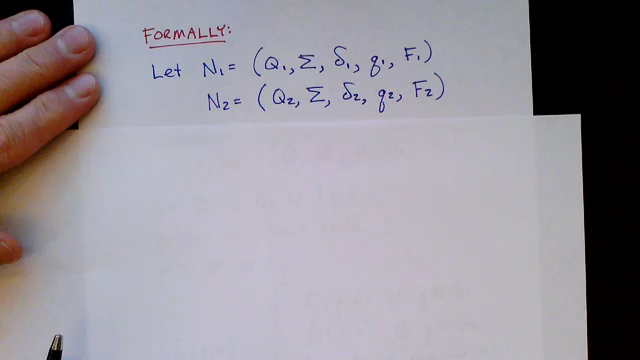 FORMALLY:
Let N₁ = (Q₁, Σ, δ₁, q₁, F₁)
N₂ = (Q₂, Σ, δ₂, q₂, F₂)